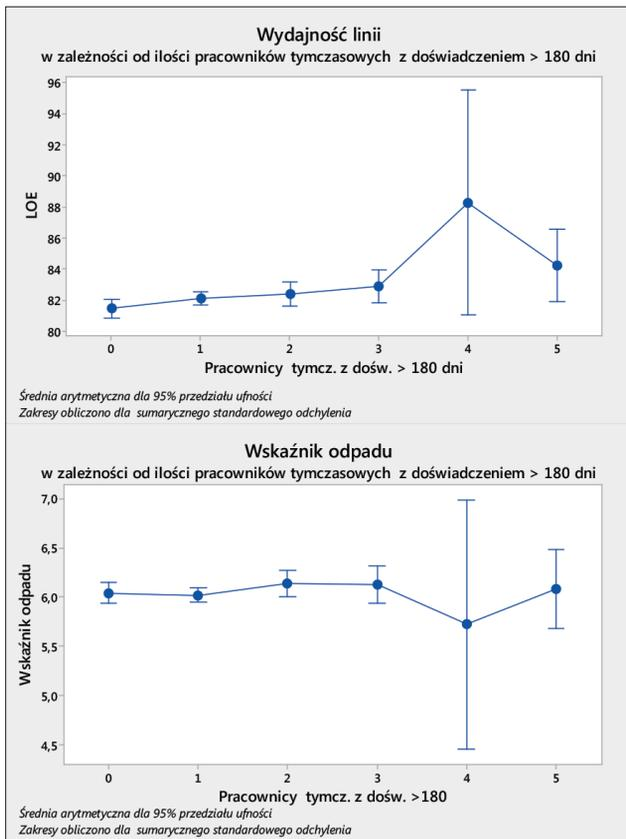 Wydajność linii
w zależności od ilości pracowników tymczasowych z doświadczeniem > 180 dni
96
94
92
90
88
86
84
82
80
LOE
0 1 2 3 4 5
Pracownicy tymcz. z dośw. > 180 dni
Średnia arytmetyczna dla 95% przedziału ufności
Zakresy obliczono dla sumarycznego standardowego odchylenia
Wskaźnik odpadu
w zależności od ilości pracowników tymczasowych z doświadczeniem > 180 dni
7,0
6,5
6,0
5,5
5,0
4,5
Wskaźnik odpadu
0 1 2 3 4 5
Pracownicy tymcz. z dośw. >180
Średnia arytmetyczna dla 95% przedziału ufności
Zakresy obliczono dla sumarycznego standardowego odchylenia